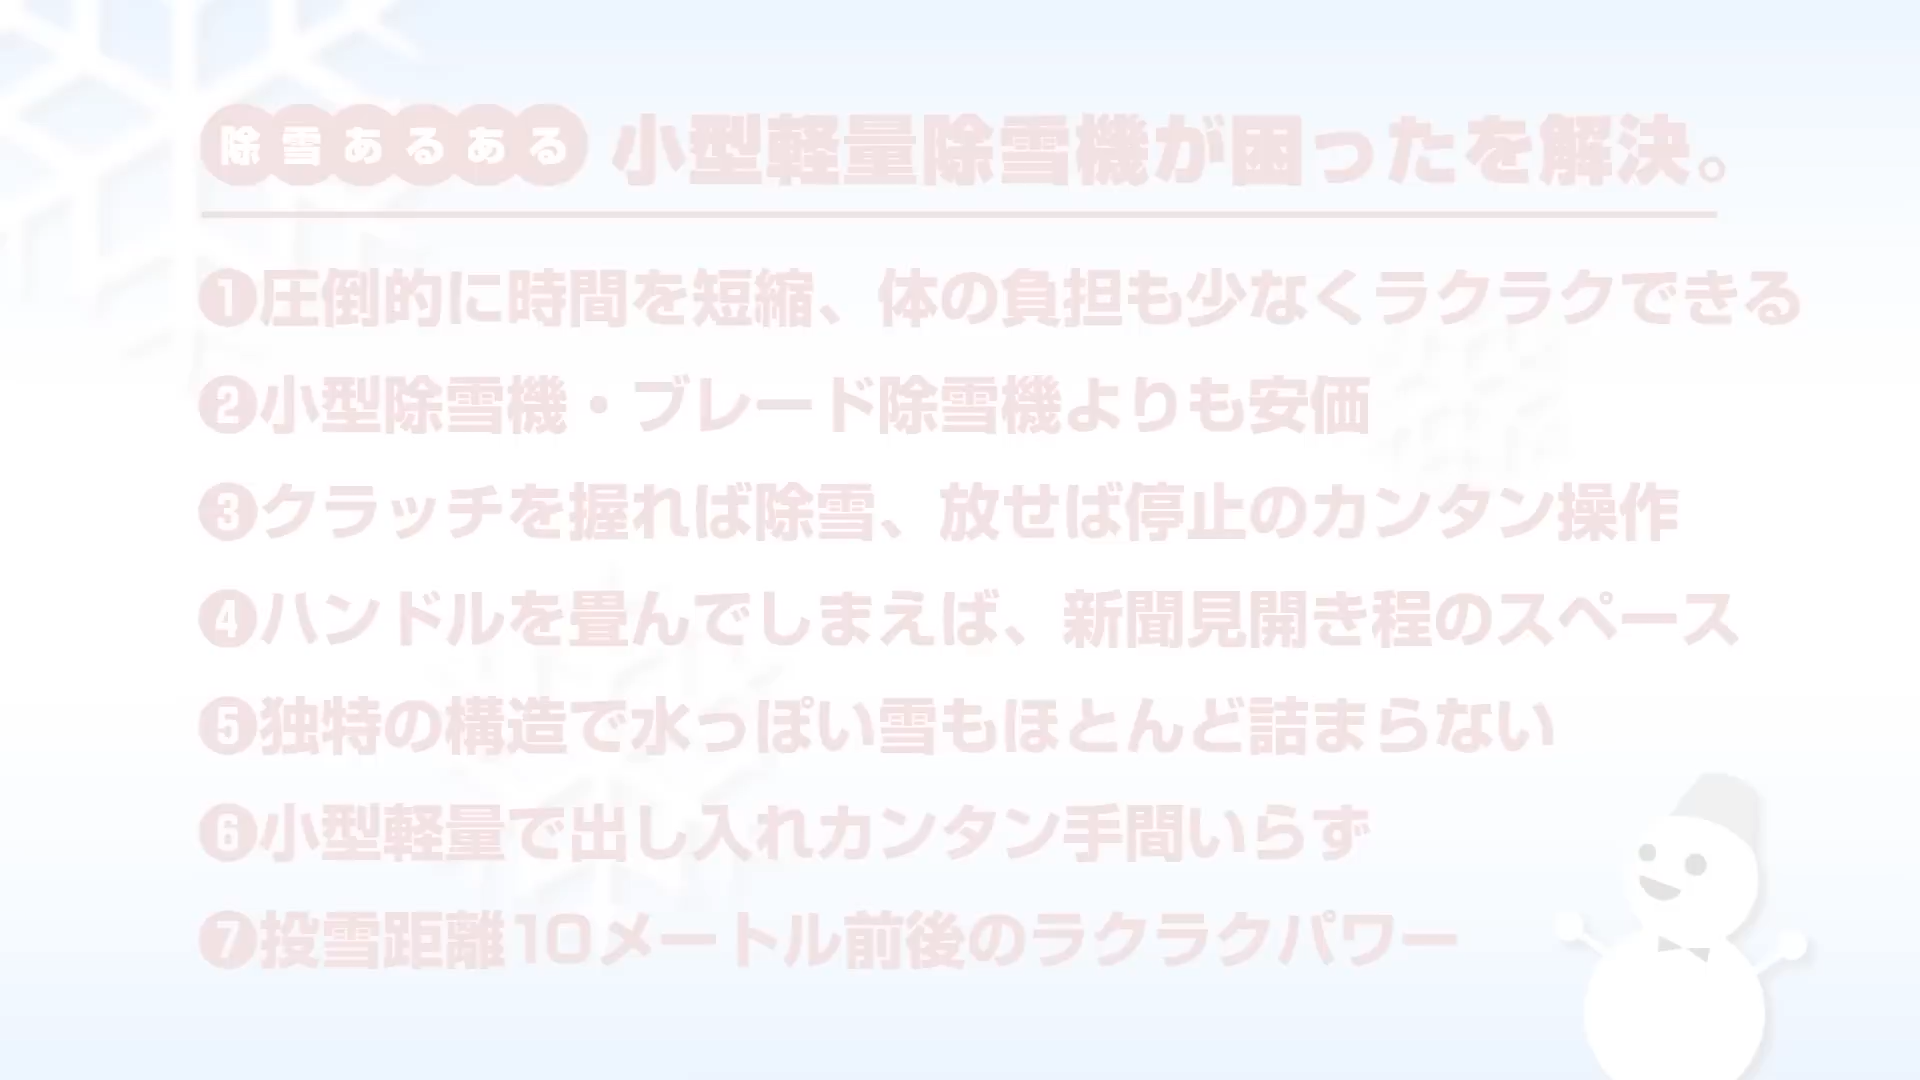 除雪あるある 小型軽量除雪機が困ったを解決。
❶圧倒的に時間を短縮、体の負担も少なくラクラクできる
❷小型除雪機・ブレード除雪機よりも安価
❸クラッチを握れば除雪、放せば停止のカンタン操作
❹ハンドルを畳んでしまえば、新聞見開き程のスペース
❺独特の構造で水っぽい雪もほとんど詰まらない
❻小型軽量で出し入れカンタン手間いらず
❼投雪距離10メートル前後のラクラクパワー